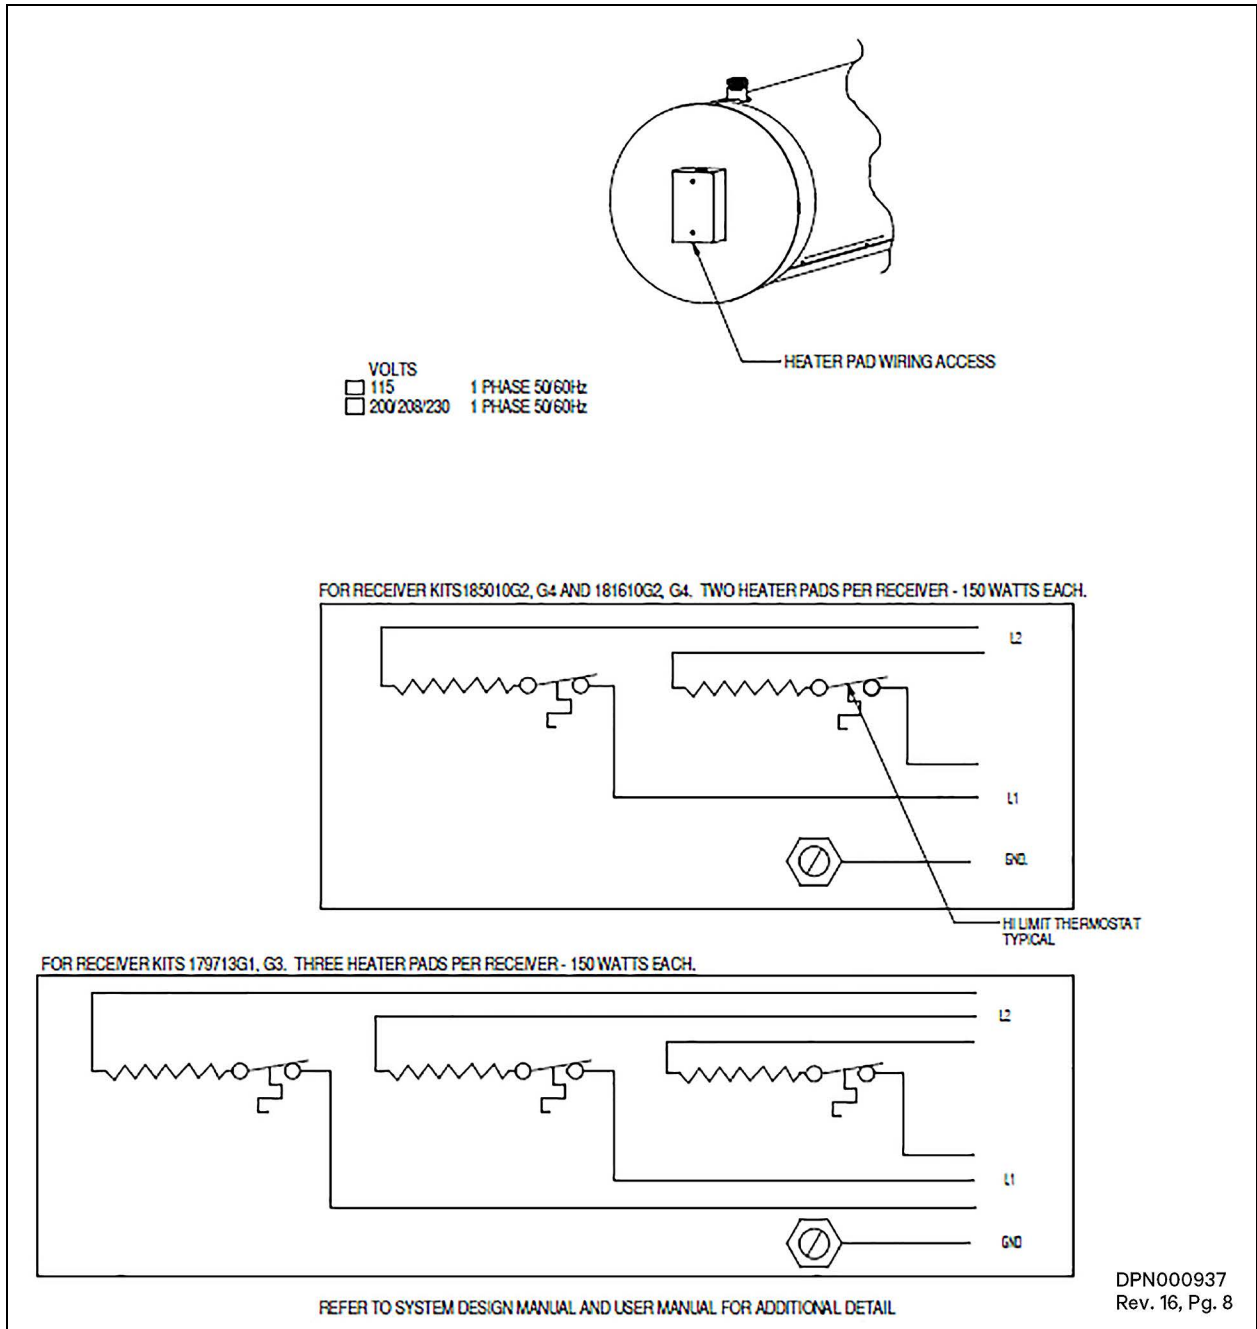 HEATER PAD WIRING ACCESS
VOLTS
115 1 PHASE 50/60Hz
200/208/230 1 PHASE 50/60Hz
FOR RECEIVER KITS185010G2, G4 AND 181610G2, G4. TWO HEATER PADS PER RECEIVER - 150 WATTS EACH.
L2
L1
GND.
HI LIMIT THERMOSTAT
TYPICAL
FOR RECEIVER KITS 179713G1, G3. THREE HEATER PADS PER RECEIVER - 150 WATTS EACH.
L2
L1
GND
DPN000937
Rev. 16, Pg. 8
REFER TO SYSTEM DESIGN MANUAL AND USER MANUAL FOR ADDITIONAL DETAIL